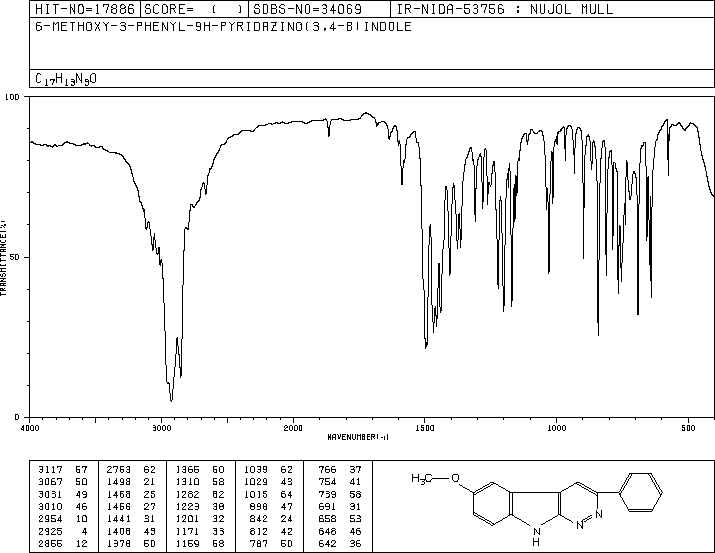 HIT-NO=17886 SCORE= ( ) SDBS-NO=34069 IR-NIDA-53756 : NUJOL MULL
6-METHOXY-3-PHENYL-9H-PYRIDAZINO(3,4-B)INDOLE
C17H13N3O
100
TRANSMITTANCE(%)
50
0
4000 3000 2000 1500 1000 500
WAVENUMBER(-1)
3117 57 2763 62 1366 50 1039 62 766 37
3067 50 1498 21 1310 58 1029 43 754 41
3031 49 1468 25 1282 62 1015 64 739 58
3010 46 1456 27 1223 38 898 47 691 31
2954 10 1441 31 1201 32 842 24 658 53
2925 4 1408 43 1171 33 812 42 648 46
2855 12 1378 50 1159 58 787 50 642 36
H3C O
N N
N
H